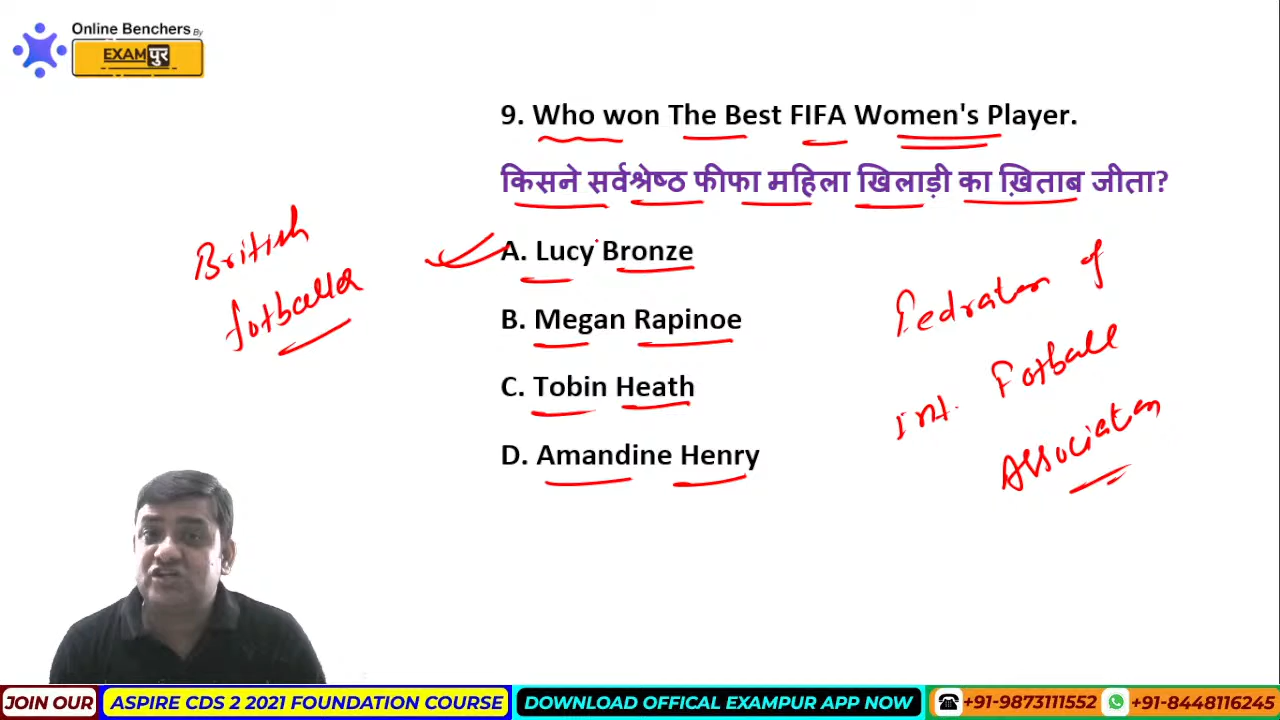 Online Benchers By
EXAMपुर
9. Who won The Best FIFA Women's Player.
किसने सर्वश्रेष्ठ फीफा महिला खिलाड़ी का ख़िताब जीता?
A. Lucy Bronze
B. Megan Rapinoe
C. Tobin Heath
D. Amandine Henry
British
fotballer
Fedration of
Int. Fotball
Association
JOIN OUR
ASPIRE CDS 2 2021 FOUNDATION COURSE
DOWNLOAD OFFICAL EXAMPUR APP NOW
+91-9873111552
+91-8448116245